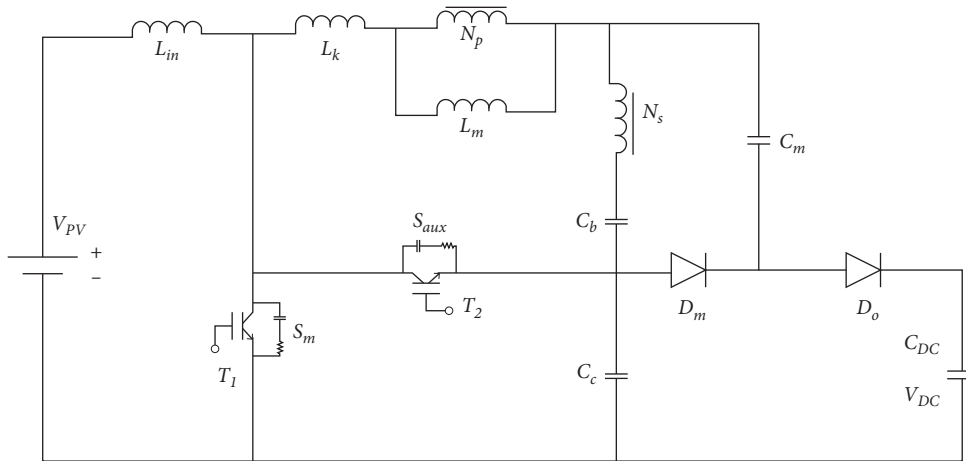 L_in
L_k
N_p
L_m
N_s
C_m
V_PV
+
−
S_aux
C_b
T_2
D_m
D_o
S_m
T_1
C_c
C_DC
V_DC